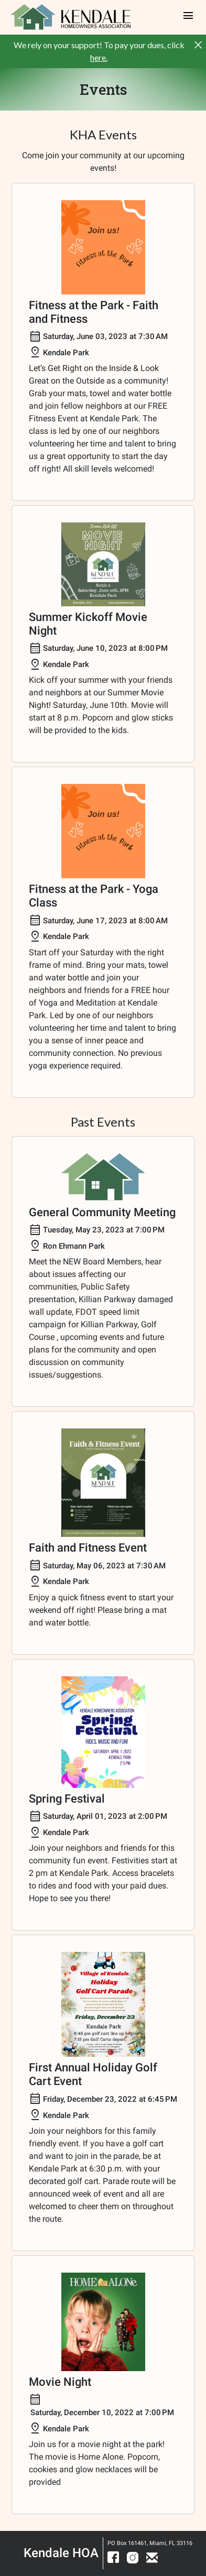 KENDALE
HOMEOWNERS ASSOCIATION
We rely on your support! To pay your dues, click
here.
Events
KHA Events
Come join your community at our upcoming
events!
Join us!
Fitness at the Park
Fitness at the Park - Faith
and Fitness
Saturday, June 03, 2023 at 7:30 AM
Kendale Park
Let's Get Right on the Inside & Look
Great on the Outside as a community!
Grab your mats, towel and water bottle
and join fellow neighbors at our FREE
Fitness Event at Kendale Park. The
class is led by one of our neighbors
volunteering her time and talent to bring
us a great opportunity to start the day
off right! All skill levels welcomed!
Summer Kick Off
MOVIE
NIGHT
KENDALE
Saturday, June 10th, 8PM
Kendale Park
Summer Kickoff Movie
Night
Saturday, June 10, 2023 at 8:00 PM
Kendale Park
Kick off your summer with your friends
and neighbors at our Summer Movie
Night! Saturday, June 10th. Movie will
start at 8 p.m. Popcorn and glow sticks
will be provided to the kids.
Join us!
Fitness at the Park
Fitness at the Park - Yoga
Class
Saturday, June 17, 2023 at 8:00 AM
Kendale Park
Start off your Saturday with the right
frame of mind. Bring your mats, towel
and water bottle and join your
neighbors and friends for a FREE hour
of Yoga and Meditation at Kendale
Park. Led by one of our neighbors
volunteering her time and talent to bring
you a sense of inner peace and
community connection. No previous
yoga experience required.
Past Events
General Community Meeting
Tuesday, May 23, 2023 at 7:00 PM
Ron Ehmann Park
Meet the NEW Board Members, hear
about issues affecting our
communities, Public Safety
presentation, Killian Parkway damaged
wall update, FDOT speed limit
campaign for Killian Parkway, Golf
Course , upcoming events and future
plans for the community and open
discussion on community
issues/suggestions.
Faith & Fitness Event
KENDALE
Faith and Fitness Event
Saturday, May 06, 2023 at 7:30 AM
Kendale Park
Enjoy a quick fitness event to start your
weekend off right! Please bring a mat
and water bottle.
KENDALE HOMEOWNERS ASSOCIATION
SPRING
FESTIVAL
RIDES, MUSIC AND FUN!
SATURDAY, APRIL 1, 2023
KENDALE PARK
2-5 PM
Spring Festival
Saturday, April 01, 2023 at 2:00 PM
Kendale Park
Join your neighbors and friends for this
community fun event. Festivities start at
2 pm at Kendale Park. Access bracelets
to rides and food with your paid dues.
Hope to see you there!
Village of Kendale
Holiday
Golf Cart Parade
Friday, December 23
Kendale Park
6:45 pm golf cart line up
7:15 pm Golf Carts depart
First Annual Holiday Golf
Cart Event
Friday, December 23, 2022 at 6:45 PM
Kendale Park
Join your neighbors for this family
friendly event. If you have a golf cart
and want to join in the parade, be at
Kendale Park at 6:30 p.m. with your
decorated golf cart. Parade route will be
announced week of event and all are
welcomed to cheer them on throughout
the route.
HOME ALONE
Movie Night
Saturday, December 10, 2022 at 7:00 PM
Kendale Park
Join us for a movie night at the park!
The movie is Home Alone. Popcorn,
cookies and glow necklaces will be
provided
Kendale HOA
PO Box 161461, Miami, FL 33116